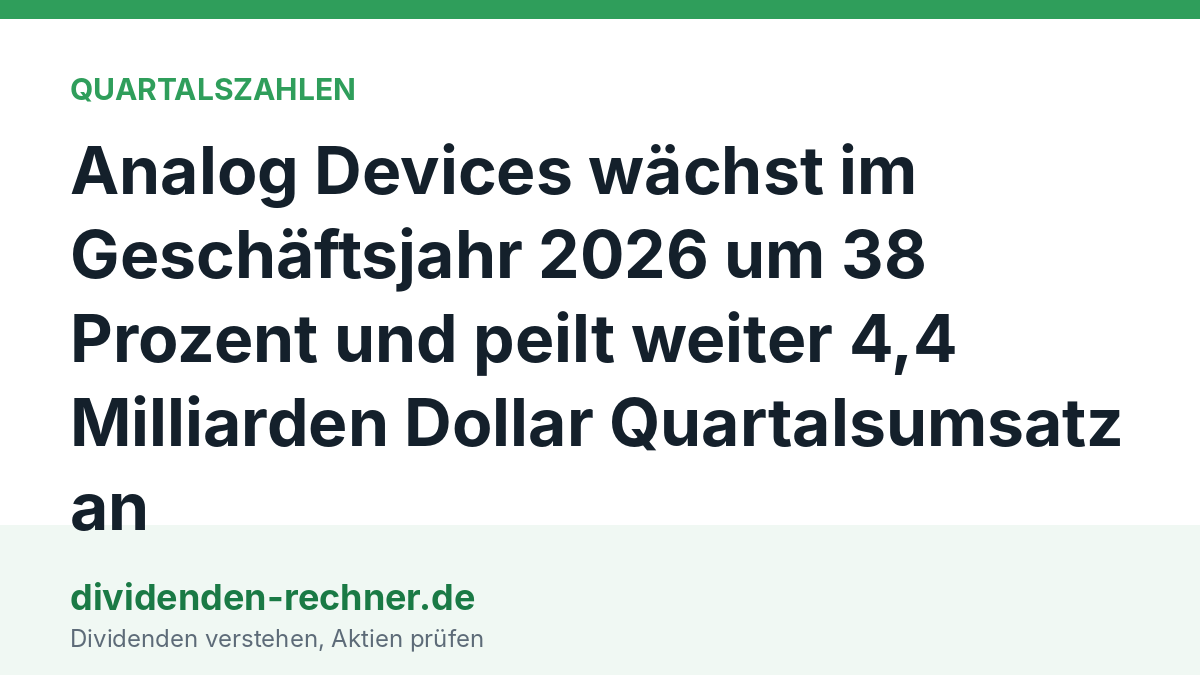 QUARTALSZAHLEN
Analog Devices wächst im
Geschäftsjahr 2026 um 38
Prozent und peilt weiter 4,4
Milliarden Dollar Quartalsumsatz
an
dividenden-rechner.de
Dividenden verstehen, Aktien prüfen